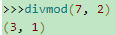 >>>divmod(7, 2)
(3, 1)